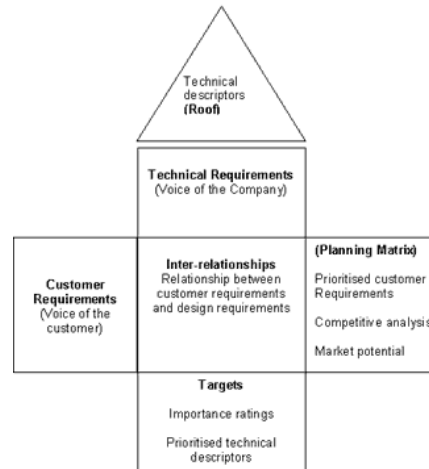 Technical
descriptors
(Roof)
Technical Requirements
(Voice of the Company)
Customer
Requirements
(Voice of the
customer)
Inter-relationships
Relationship between
customer requirements
and design requirements
(Planning Matrix)
Prioritised customer
Requirements
Competitive analysis
Market potential
Targets
Importance ratings
Prioritised technical
descriptors